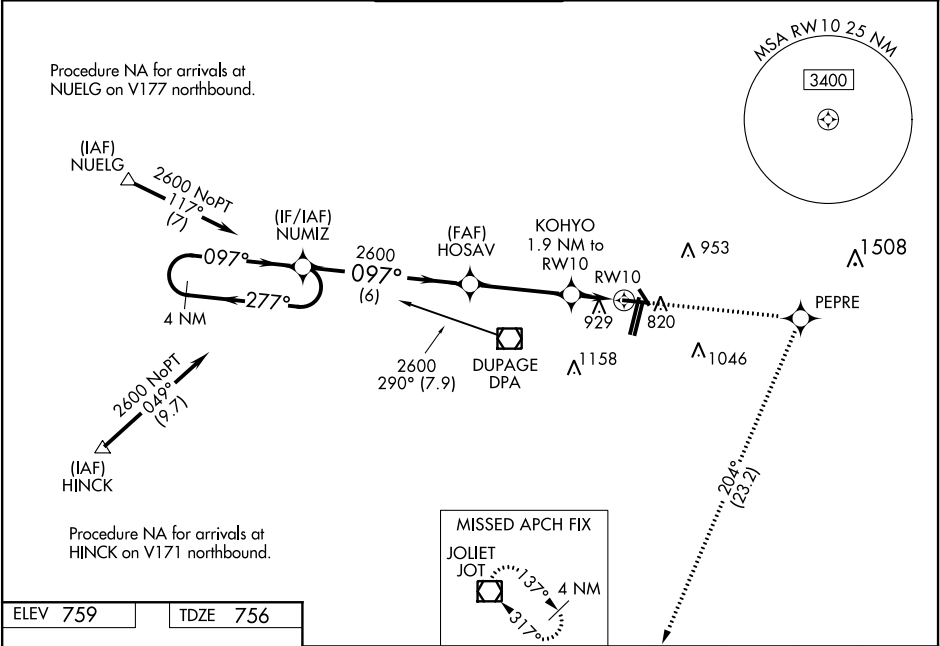 MSA RW10 25 NM
3400
Procedure NA for arrivals at
NUELG on V177 northbound.
(IAF)
NUELG
2600 NoPT
117°
(7)
(IF/IAF)
NUMIZ
097°
277°
4 NM
2600
097°
(6)
(FAF)
HOSAV
KOHYO
1.9 NM to
RW10
RW10
953
1508
929
820
PEPRE
1158
1046
2600
290° (7.9)
DUPAGE
DPA
2600 NoPT
049°
(9.7)
(IAF)
HINCK
204°
(23.2)
Procedure NA for arrivals at
HINCK on V171 northbound.
MISSED APCH FIX
JOLIET
JOT
137°
4 NM
317°
ELEV 759
TDZE 756